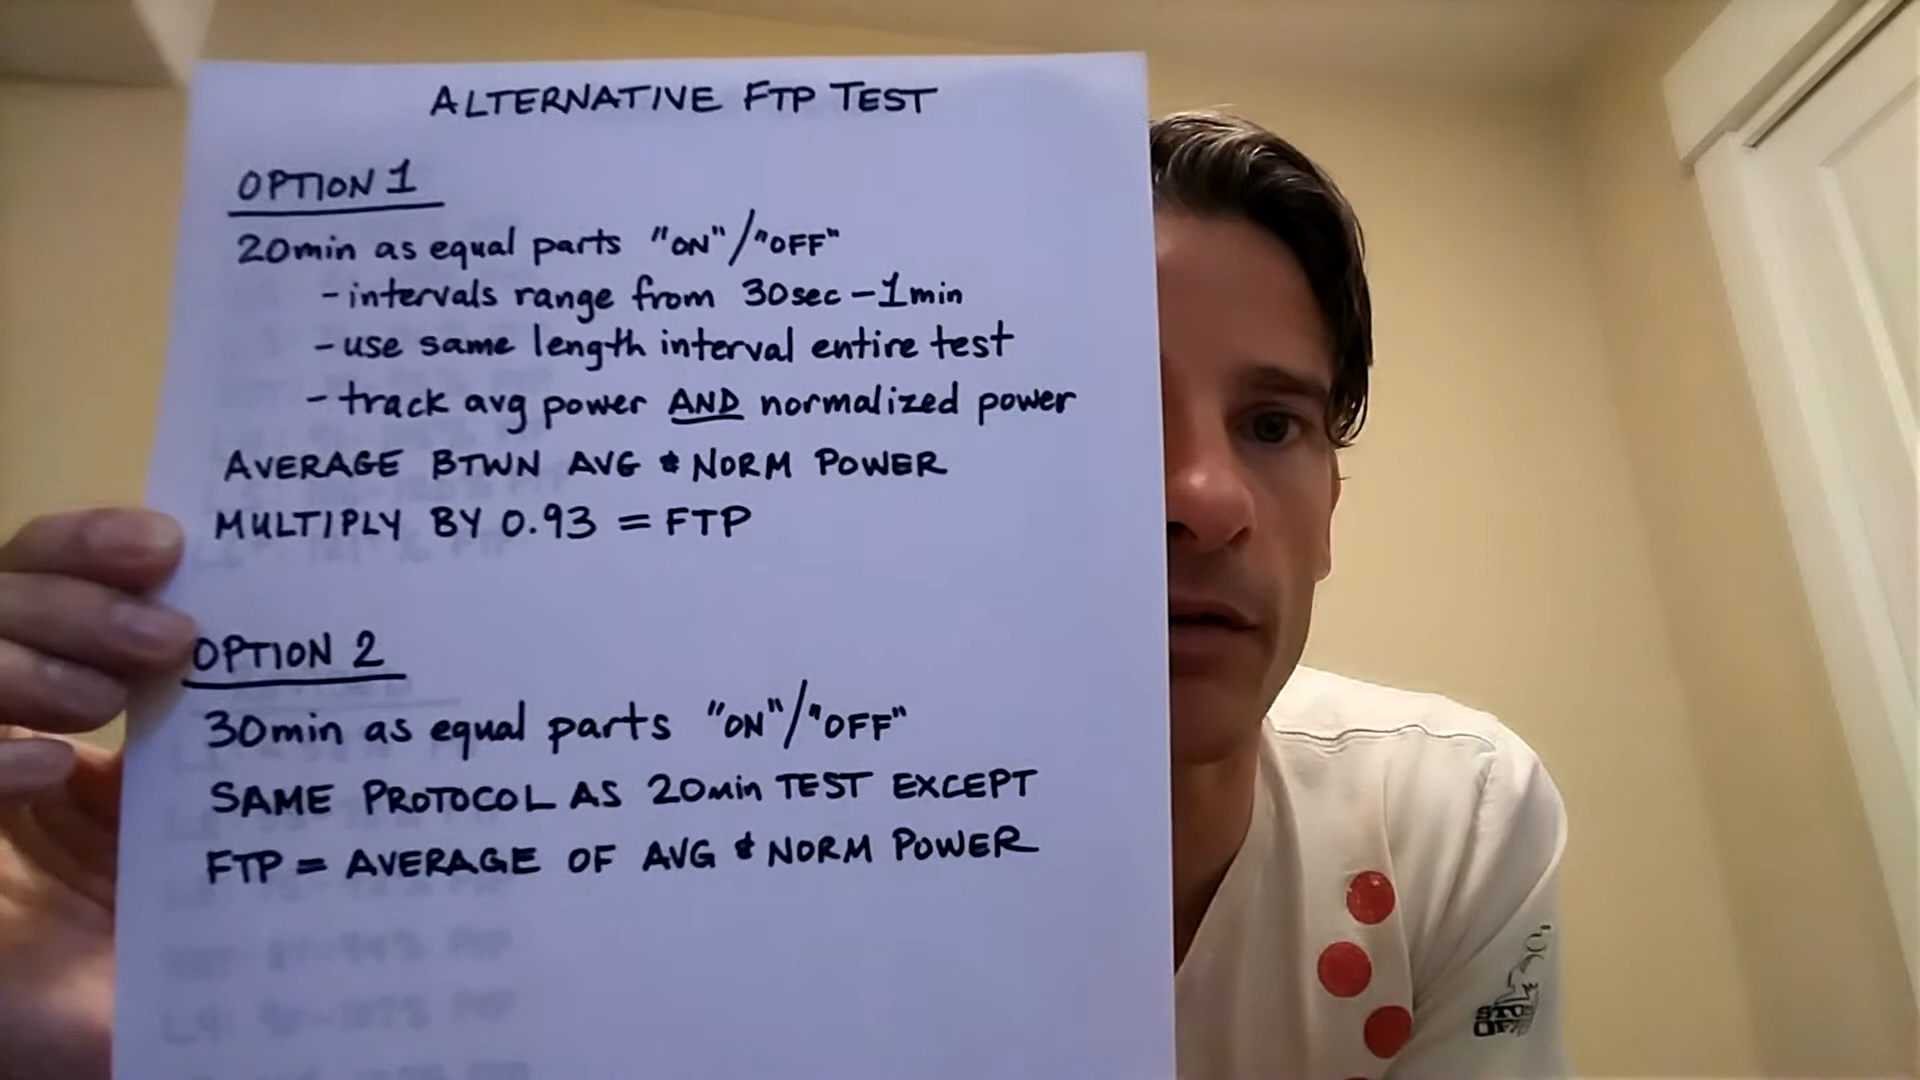 ALTERNATIVE FTP TEST
OPTION 1
20min as equal parts "ON"/"OFF"
- intervals range from 30sec - 1min
- use same length interval entire test
- track avg power AND normalized power
AVERAGE BTWN AVG & NORM POWER
MULTIPLY BY 0.93 = FTP
OPTION 2
30min as equal parts "ON"/"OFF"
SAME PROTOCOL AS 20min TEST EXCEPT
FTP = AVERAGE OF AVG & NORM POWER